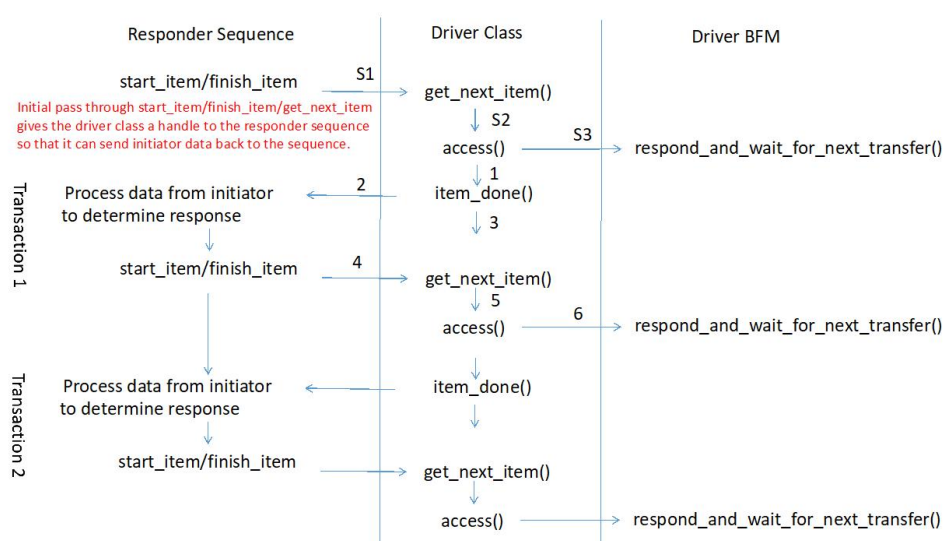 Responder Sequence
Driver Class
Driver BFM
start_item/finish_item
S1
get_next_item()
Initial pass through start_item/finish_item/get_next_item
gives the driver class a handle to the responder sequence
so that it can send initiator data back to the sequence.
S2
access()
S3
respond_and_wait_for_next_transfer()
1
Transaction 1
Process data from initiator
to determine response
2
item_done()
3
start_item/finish_item
4
get_next_item()
5
access()
6
respond_and_wait_for_next_transfer()
Transaction 2
Process data from initiator
to determine response
item_done()
start_item/finish_item
get_next_item()
access()
respond_and_wait_for_next_transfer()